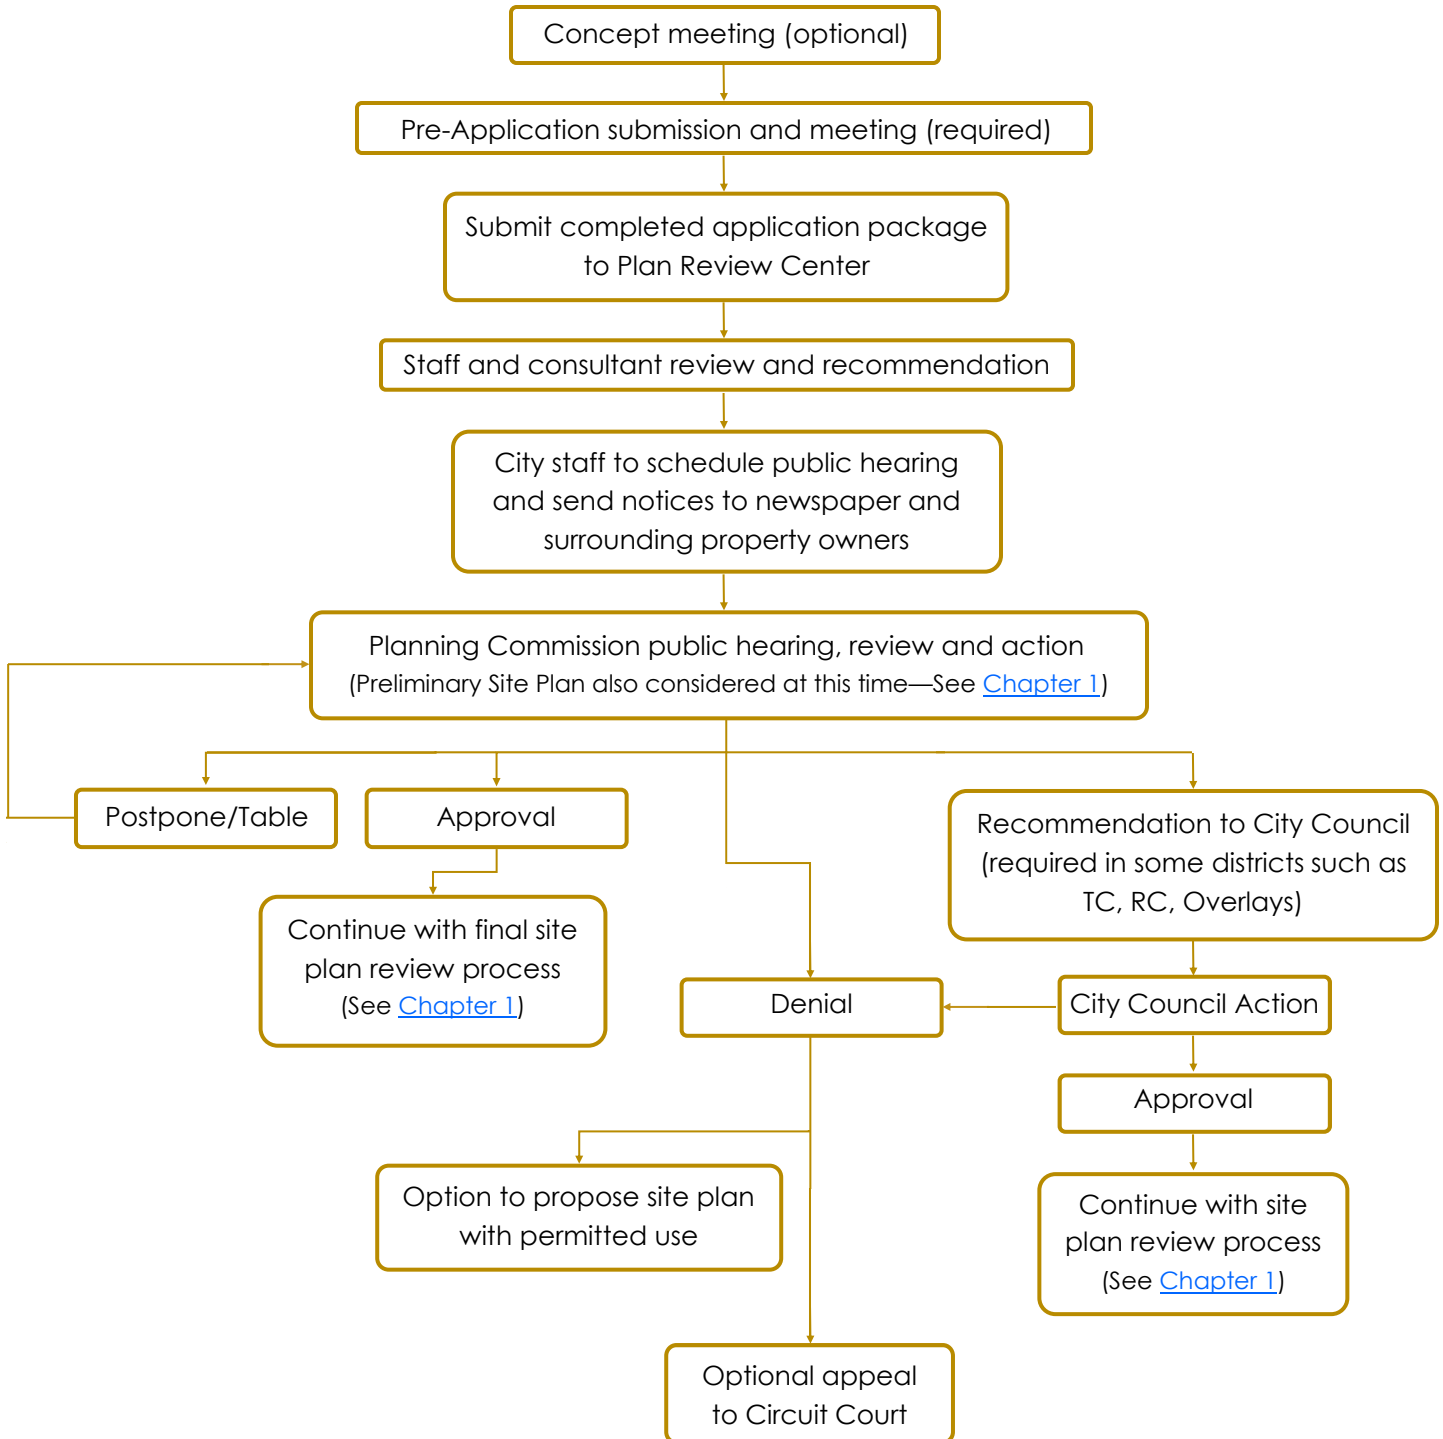 Concept meeting (optional)
Pre-Application submission and meeting (required)
Submit completed application package
to Plan Review Center
Staff and consultant review and recommendation
City staff to schedule public hearing
and send notices to newspaper and
surrounding property owners
Planning Commission public hearing, review and action
(Preliminary Site Plan also considered at this time—See Chapter 1)
Postpone/Table
Approval
Recommendation to City Council
(required in some districts such as
TC, RC, Overlays)
Continue with final site
plan review process
(See Chapter 1)
Denial
City Council Action
Approval
Option to propose site plan
with permitted use
Continue with site
plan review process
(See Chapter 1)
Optional appeal
to Circuit Court